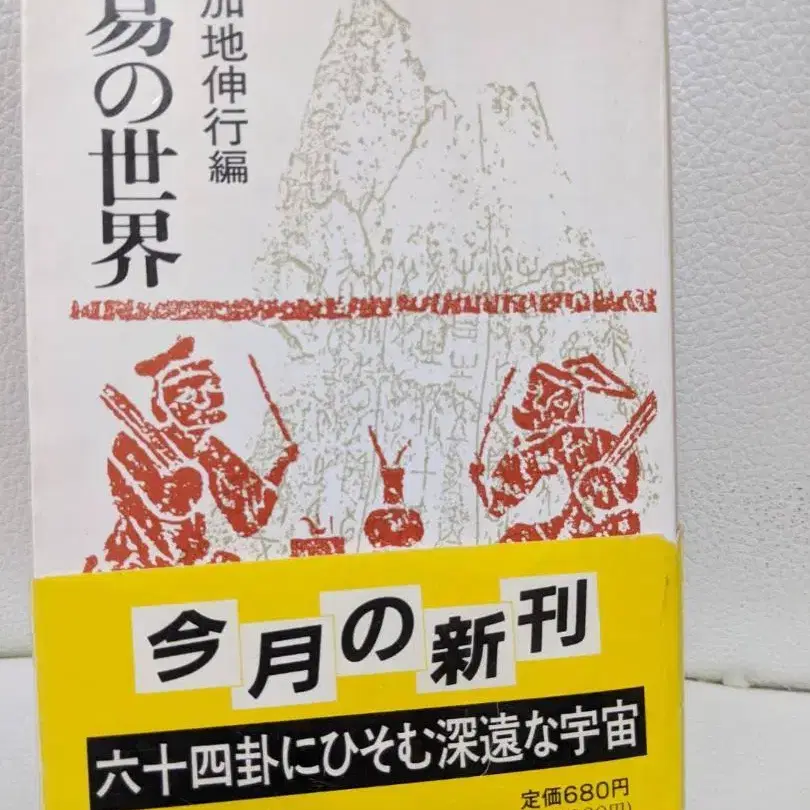 易の世界
加地伸行編
今月の新刊
六十四卦にひそむ深遠な宇宙
定価680円